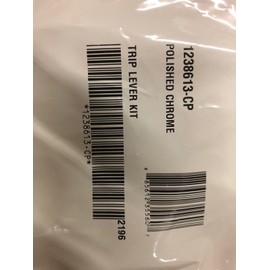 1238613-CP
POLISHED CHROME
TRIP LEVER KIT
*1238613-CP*
2196